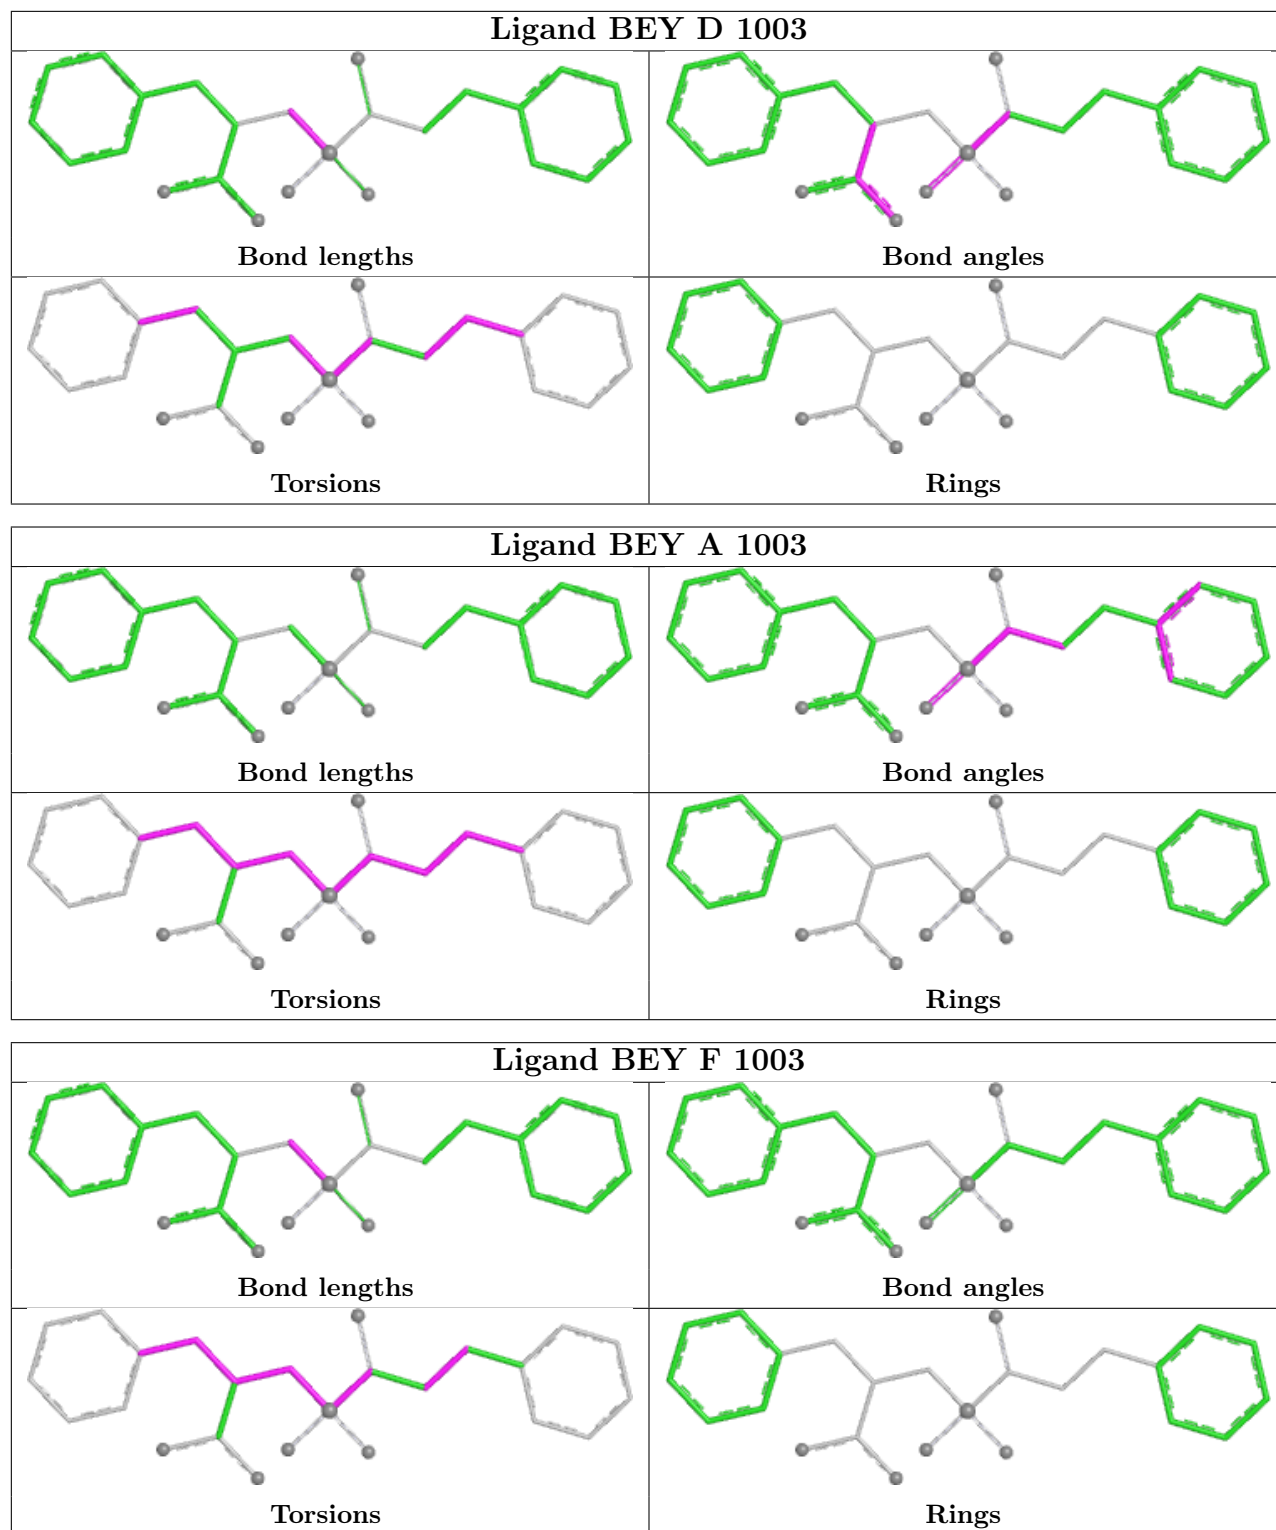 Ligand BEY D 1003
Bond lengths
Bond angles
Torsions
Rings
Ligand BEY A 1003
Bond lengths
Bond angles
Torsions
Rings
Ligand BEY F 1003
Bond lengths
Bond angles
Torsions
Rings